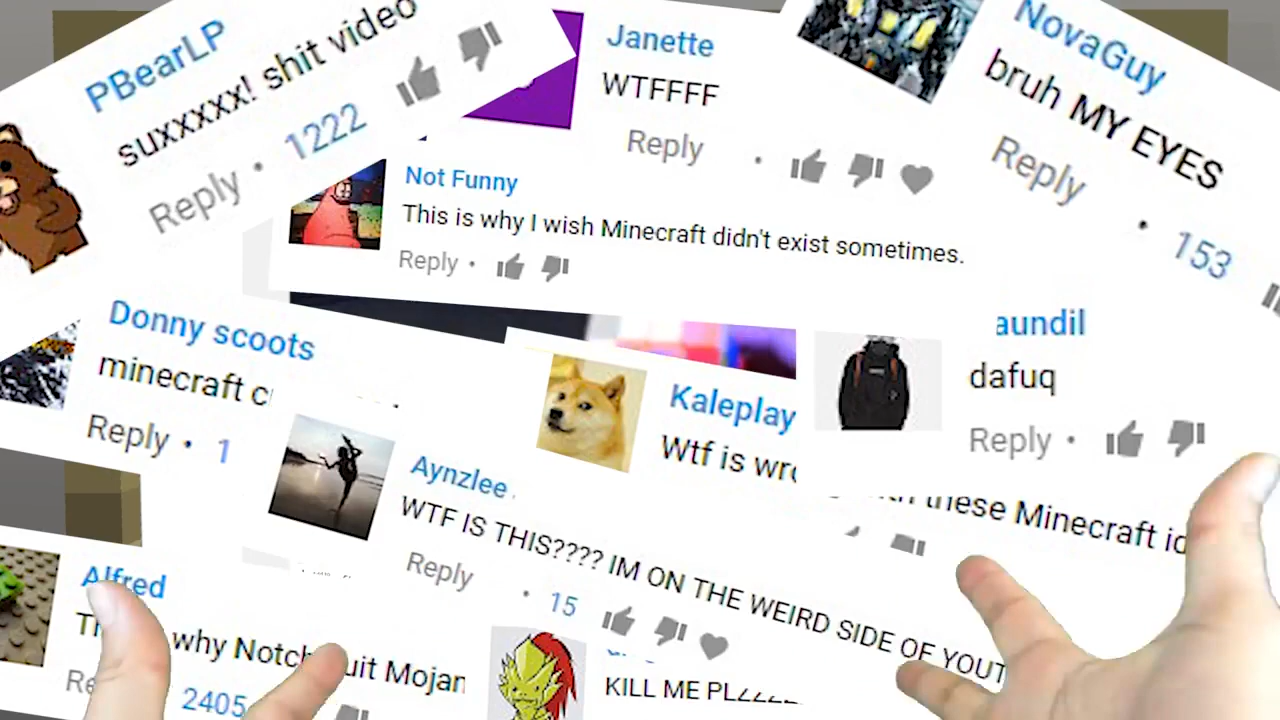 PBearLP
suxxxxx! shit video
Reply • 1222
Janette
WTFFFF
Reply •
NovaGuy
bruh MY EYES
Reply • 153
Not Funny
This is why I wish Minecraft didn't exist sometimes.
Reply •
Donny scoots
minecraft
Reply • 1
Kaleplay
Wtf is
these Minecraft
aundil
dafuq
Reply •
Aynzlee
WTF IS THIS???? IM ON THE WEIRD SIDE OF YOUT
Reply • 15
Alfred
why
2405
KILL ME